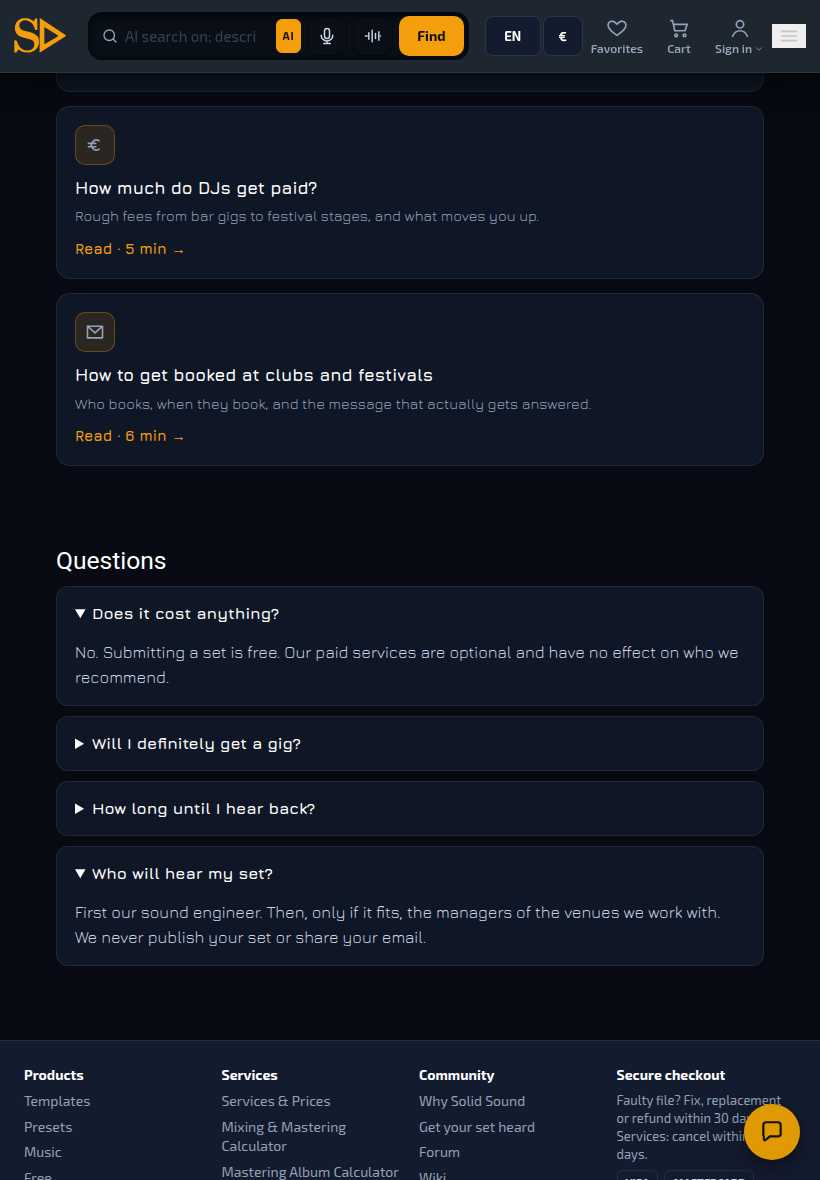 SD
AI search on: descri
AI
Find
EN
€
Favorites
Cart
Sign in
€
How much do DJs get paid?
Rough fees from bar gigs to festival stages, and what moves you up.
Read · 5 min →
How to get booked at clubs and festivals
Who books, when they book, and the message that actually gets answered.
Read · 6 min →
Questions
▼ Does it cost anything?
No. Submitting a set is free. Our paid services are optional and have no effect on who we
recommend.
▶ Will I definitely get a gig?
▶ How long until I hear back?
▼ Who will hear my set?
First our sound engineer. Then, only if it fits, the managers of the venues we work with.
We never publish your set or share your email.
Products
Templates
Presets
Music
Free
Services
Services & Prices
Mixing & Mastering
Calculator
Mastering Album Calculator
Community
Why Solid Sound
Get your set heard
Forum
Wiki
Secure checkout
Faulty file? Fix, replacement
or refund within 30
Services: cancel
days.